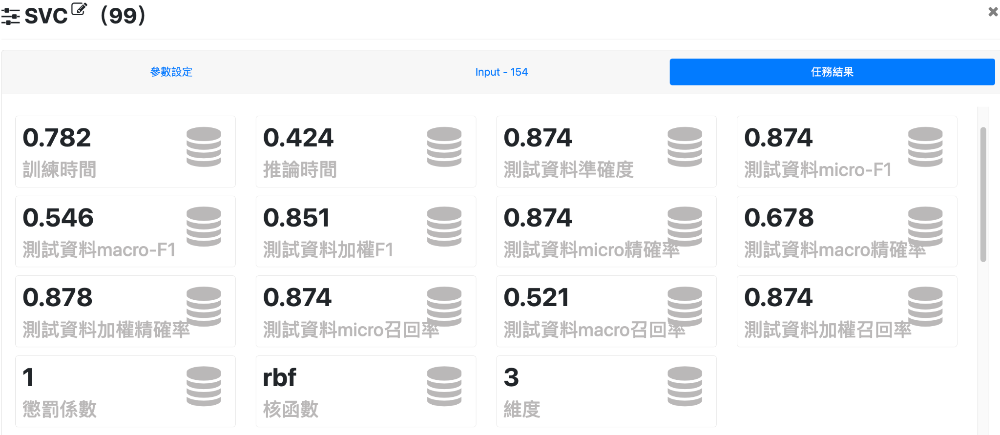 SVC (99)
參數設定
Input - 154
任務結果
0.782
訓練時間
0.424
推論時間
0.874
測試資料準確度
0.874
測試資料micro-F1
0.546
測試資料macro-F1
0.851
測試資料加權F1
0.874
測試資料micro精確率
0.678
測試資料macro精確率
0.878
測試資料加權精確率
0.874
測試資料micro召回率
0.521
測試資料macro召回率
0.874
測試資料加權召回率
1
懲罰係數
rbf
核函數
3
維度